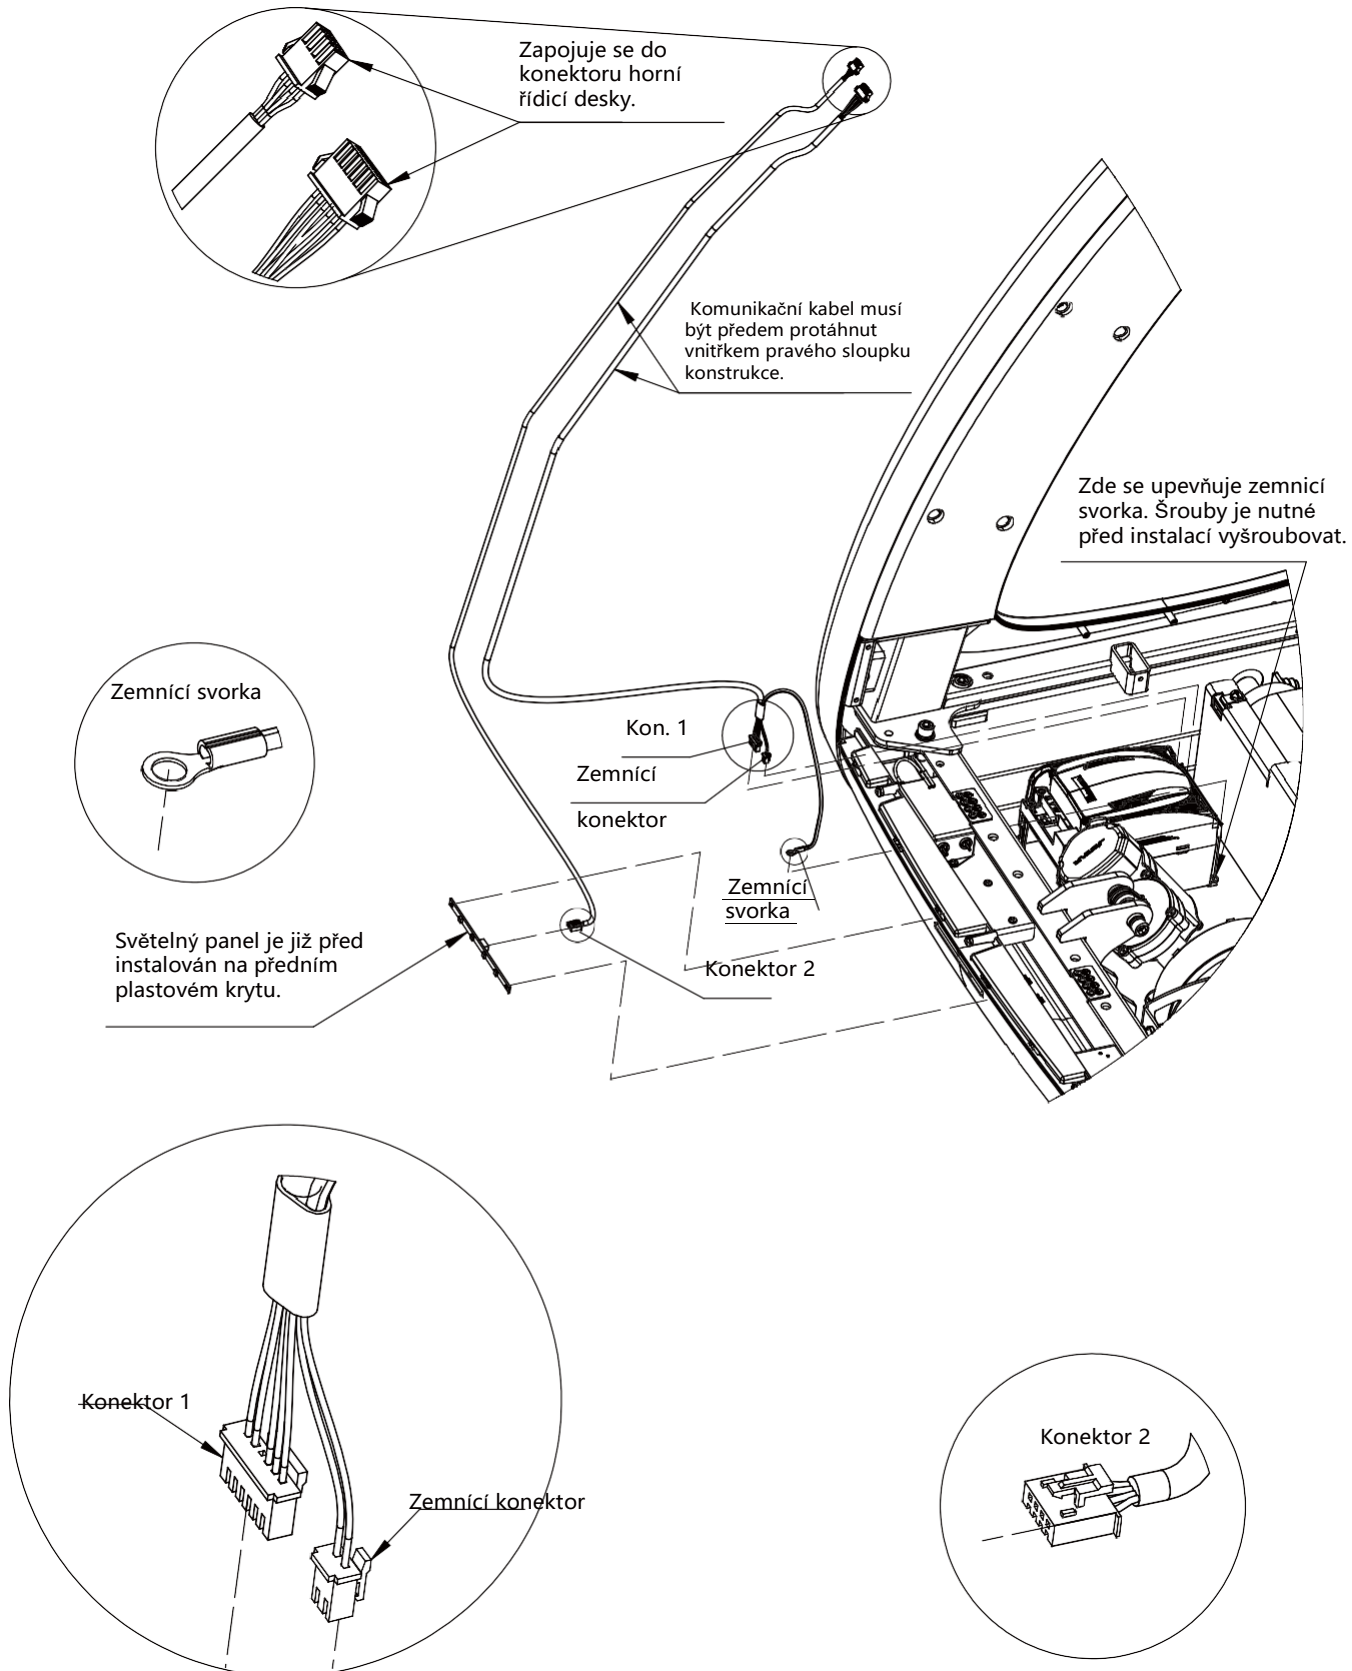 Zapojuje se do
konektoru horní
řídicí desky.
Komunikační kabel musí
být předem protáhnut
vnitřkem pravého sloupku
konstrukce.
Zde se upevňuje zemnicí
svorka. Šrouby je nutné
před instalací vyšroubovat.
Zemnící svorka
Kon. 1
Zemnící
konektor
Zemnící
svorka
Světelný panel je již před
instalován na předním
plastovém krytu.
Konektor 2
Konektor 1
Zemnící konektor
Konektor 2